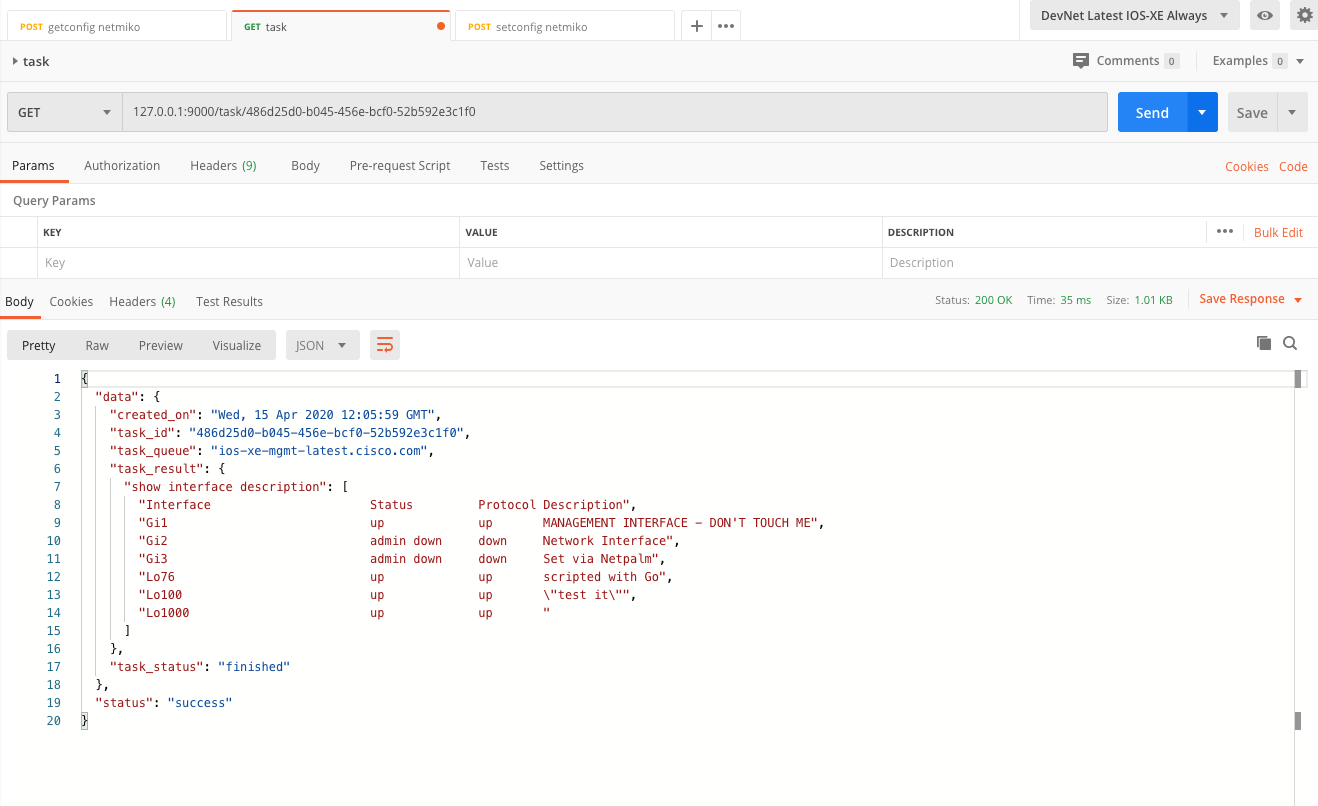 POST getconfig netmiko GET task POST setconfig netmiko + ••• DevNet Latest IOS-XE Always
task Comments 0 Examples 0
GET 127.0.0.1:9000/task/486d25d0-b045-456e-bcf0-52b592e3c1f0 Send Save
Params Authorization Headers (9) Body Pre-request Script Tests Settings Cookies Code
Query Params
KEY VALUE DESCRIPTION ••• Bulk Edit
Key Value Description
Body Cookies Headers (4) Test Results Status: 200 OK Time: 35 ms Size: 1.01 KB Save Response
Pretty Raw Preview Visualize JSON
1 {
2 "data": {
3 "created_on": "Wed, 15 Apr 2020 12:05:59 GMT",
4 "task_id": "486d25d0-b045-456e-bcf0-52b592e3c1f0",
5 "task_queue": "ios-xe-mgmt-latest.cisco.com",
6 "task_result": {
7 "show interface description": [
8 "Interface Status Protocol Description",
9 "Gi1 up up MANAGEMENT INTERFACE - DON'T TOUCH ME",
10 "Gi2 admin down down Network Interface",
11 "Gi3 admin down down Set via Netpalm",
12 "Lo76 up up scripted with Go",
13 "Lo100 up up \"test it\"",
14 "Lo1000 up up "
15 ]
16 },
17 "task_status": "finished"
18 },
19 "status": "success"
20 }